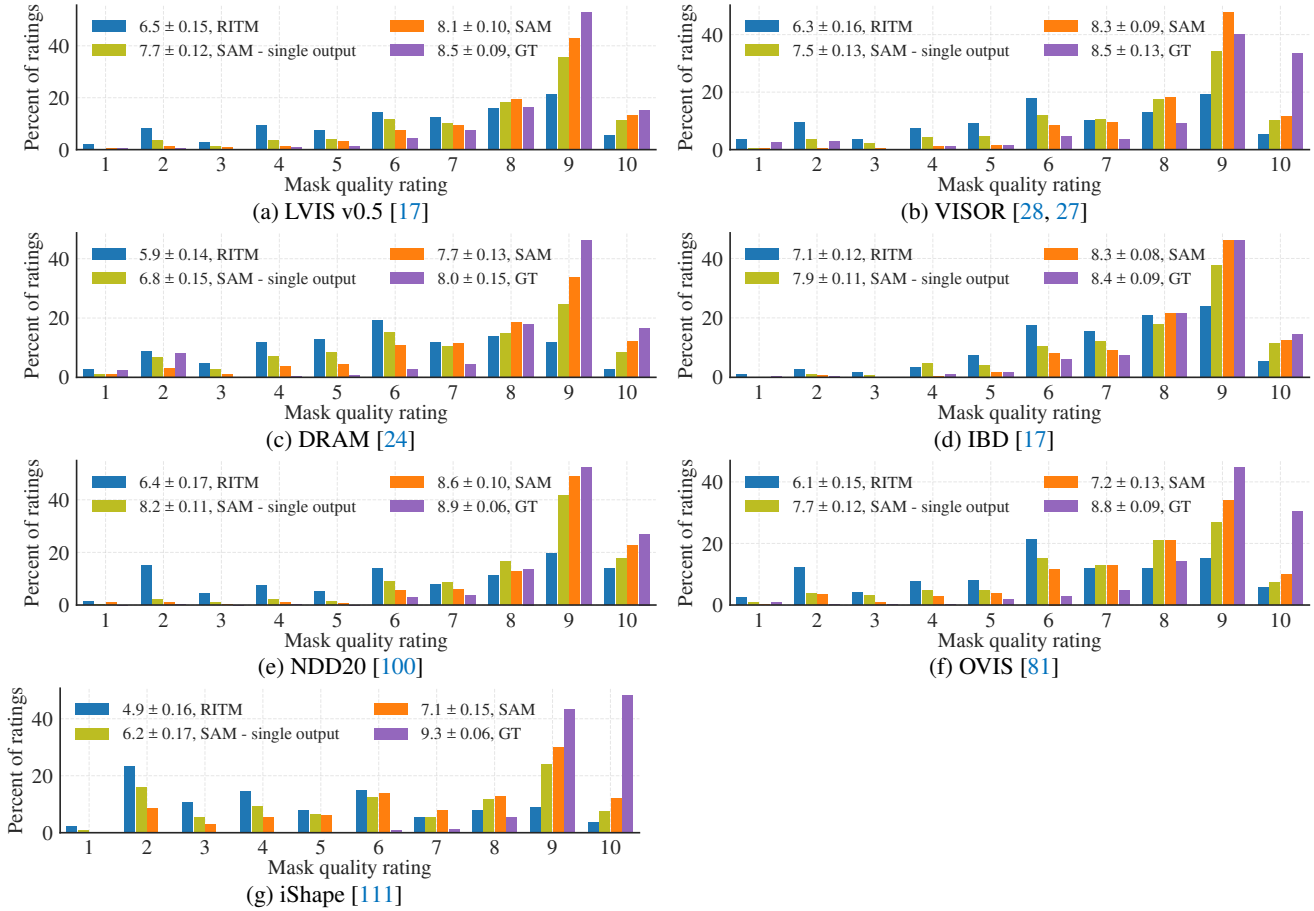 Percent of ratings
40
20
0
6.5 ± 0.15, RITM
7.7 ± 0.12, SAM - single output
8.1 ± 0.10, SAM
8.5 ± 0.09, GT
1 2 3 4 5 6 7 8 9 10
Mask quality rating
(a) LVIS v0.5 [17]
Percent of ratings
40
20
0
6.3 ± 0.16, RITM
7.5 ± 0.13, SAM - single output
8.3 ± 0.09, SAM
8.5 ± 0.13, GT
1 2 3 4 5 6 7 8 9 10
Mask quality rating
(b) VISOR [28, 27]
Percent of ratings
40
20
0
5.9 ± 0.14, RITM
6.8 ± 0.15, SAM - single output
7.7 ± 0.13, SAM
8.0 ± 0.15, GT
1 2 3 4 5 6 7 8 9 10
Mask quality rating
(c) DRAM [24]
Percent of ratings
40
20
0
7.1 ± 0.12, RITM
7.9 ± 0.11, SAM - single output
8.3 ± 0.08, SAM
8.4 ± 0.09, GT
1 2 3 4 5 6 7 8 9 10
Mask quality rating
(d) IBD [17]
Percent of ratings
40
20
0
6.4 ± 0.17, RITM
8.2 ± 0.11, SAM - single output
8.6 ± 0.10, SAM
8.9 ± 0.06, GT
1 2 3 4 5 6 7 8 9 10
Mask quality rating
(e) NDD20 [100]
Percent of ratings
40
20
0
6.1 ± 0.15, RITM
7.7 ± 0.12, SAM - single output
7.2 ± 0.13, SAM
8.8 ± 0.09, GT
1 2 3 4 5 6 7 8 9 10
Mask quality rating
(f) OVIS [81]
Percent of ratings
40
20
0
4.9 ± 0.16, RITM
6.2 ± 0.17, SAM - single output
7.1 ± 0.15, SAM
9.3 ± 0.06, GT
1 2 3 4 5 6 7 8 9 10
Mask quality rating
(g) iShape [111]